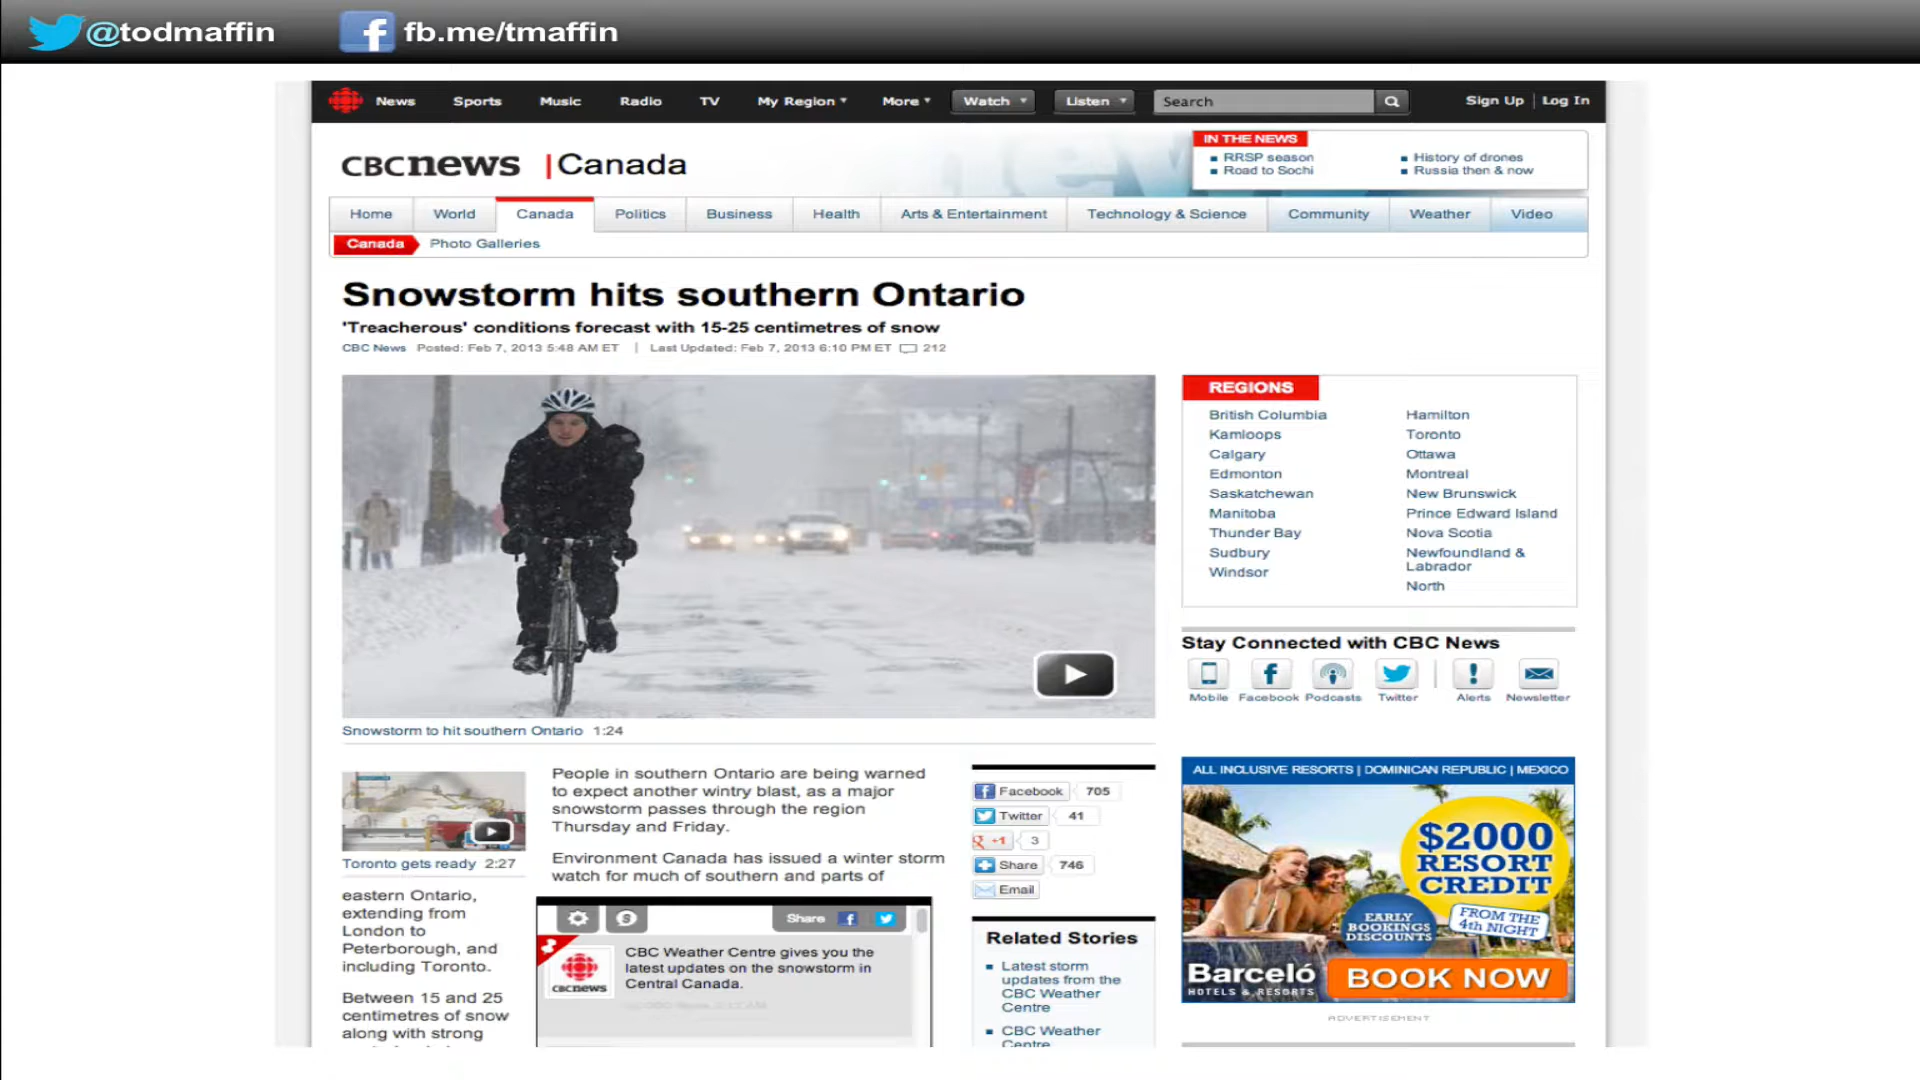 @todmaffin
fb.me/tmaffin
News Sports Music Radio TV My Region More Watch Listen Search Sign Up Log In
CBCnews | Canada
IN THE NEWS
RRSP season
Road to Sochi
History of drones
Russia then & now
Home World Canada Politics Business Health Arts & Entertainment Technology & Science Community Weather Video
Canada Photo Galleries
Snowstorm hits southern Ontario
'Treacherous' conditions forecast with 15-25 centimetres of snow
CBC News Posted: Feb 7, 2013 5:48 AM ET | Last Updated: Feb 7, 2013 6:10 PM ET 212
Snowstorm to hit southern Ontario 1:24
Toronto gets ready 2:27
eastern Ontario,
extending from
London to
Peterborough, and
including Toronto.
Between 15 and 25
centimetres of snow
along with strong
People in southern Ontario are being warned
to expect another wintry blast, as a major
snowstorm passes through the region
Thursday and Friday.
Environment Canada has issued a winter storm
watch for much of southern and parts of
Share
CBC Weather Centre gives you the
latest updates on the snowstorm in
Central Canada.
cbcnews
Facebook 705
Twitter 41
+1 3
Share 746
Email
Related Stories
Latest storm
updates from the
CBC Weather
Centre
CBC Weather
Centre
REGIONS
British Columbia
Kamloops
Calgary
Edmonton
Saskatchewan
Manitoba
Thunder Bay
Sudbury
Windsor
Hamilton
Toronto
Ottawa
Montreal
New Brunswick
Prince Edward Island
Nova Scotia
Newfoundland &
Labrador
North
Stay Connected with CBC News
Mobile Facebook Podcasts Twitter Alerts Newsletter
ALL INCLUSIVE RESORTS | DOMINICAN REPUBLIC | MEXICO
$2000
RESORT
CREDIT
FROM THE
4th NIGHT
EARLY
BOOKINGS
DISCOUNTS
Barceló
HOTELS & RESORTS
BOOK NOW
ADVERTISEMENT